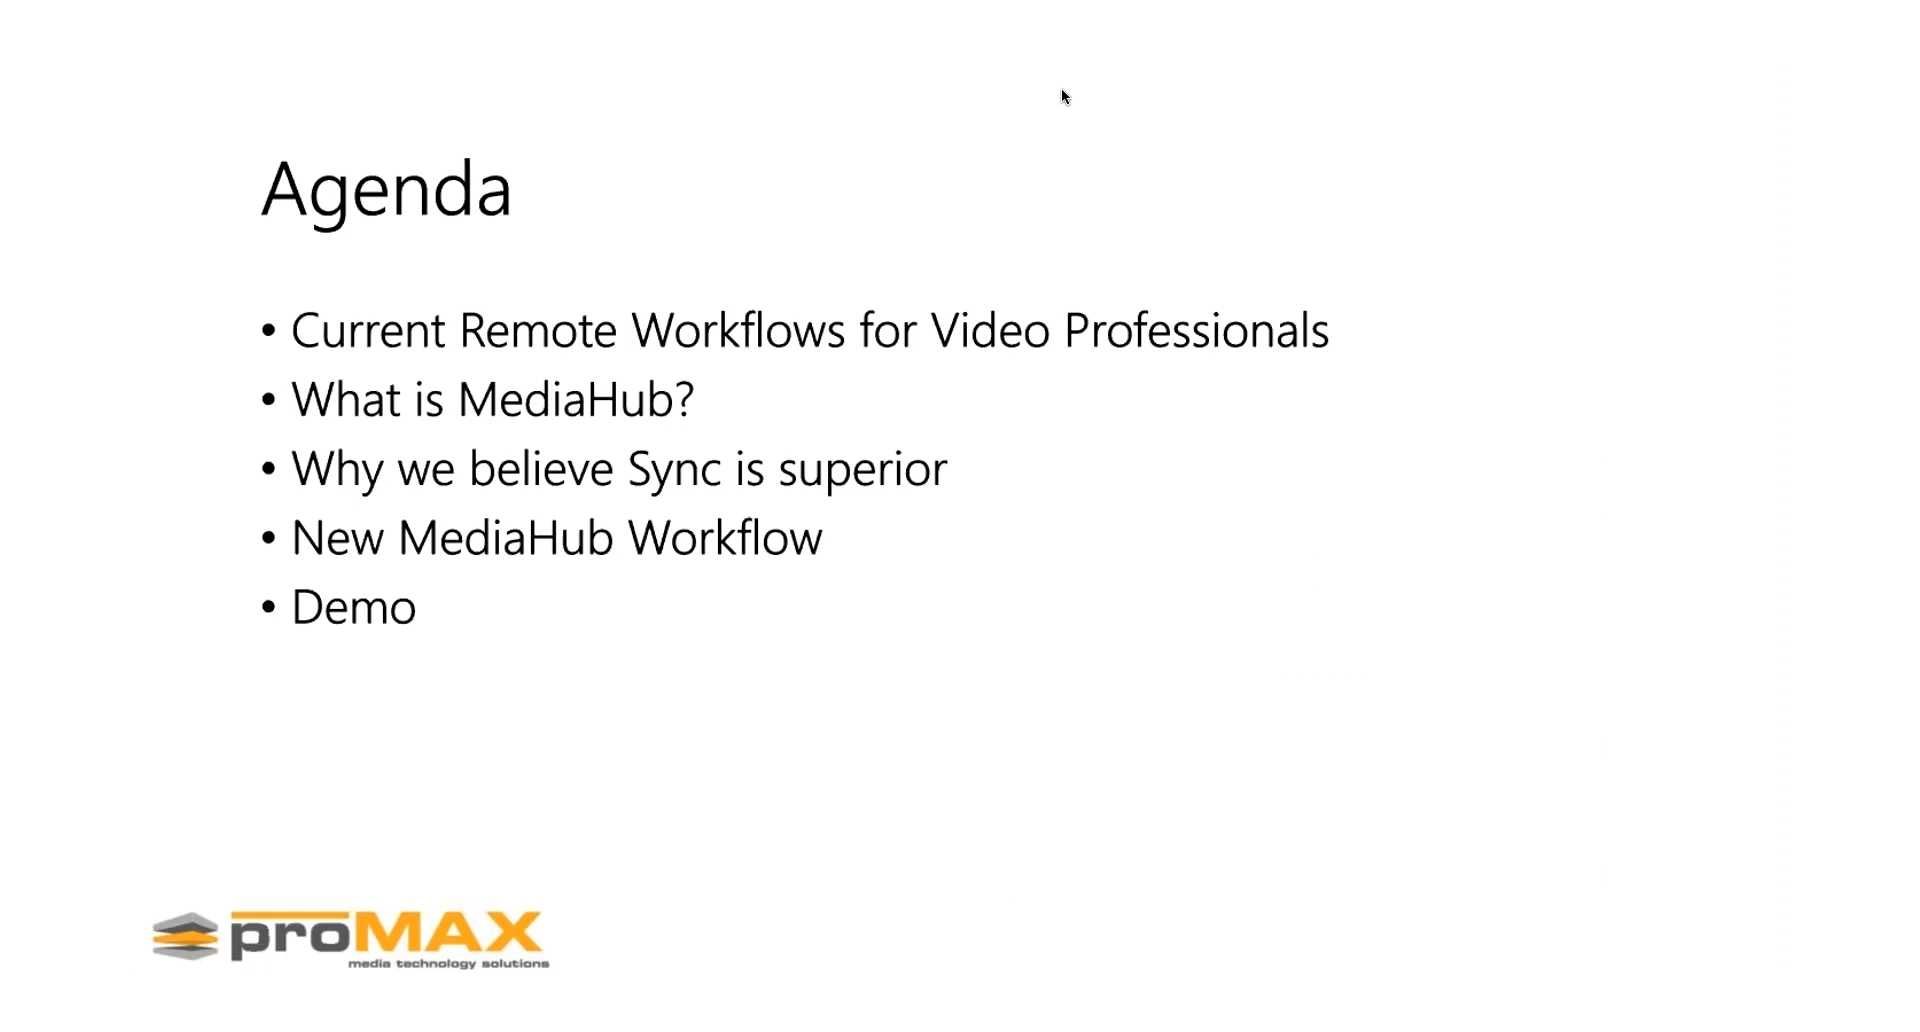 Agenda
• Current Remote Workflows for Video Professionals
• What is MediaHub?
• Why we believe Sync is superior
• New MediaHub Workflow
• Demo
proMAX
media technology solutions